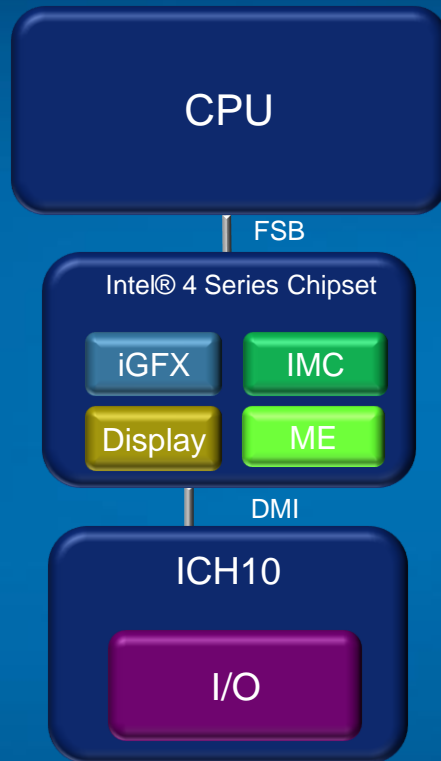 CPU
FSB
Intel® 4 Series Chipset
iGFX IMC
Display ME
DMI
ICH10
I/O